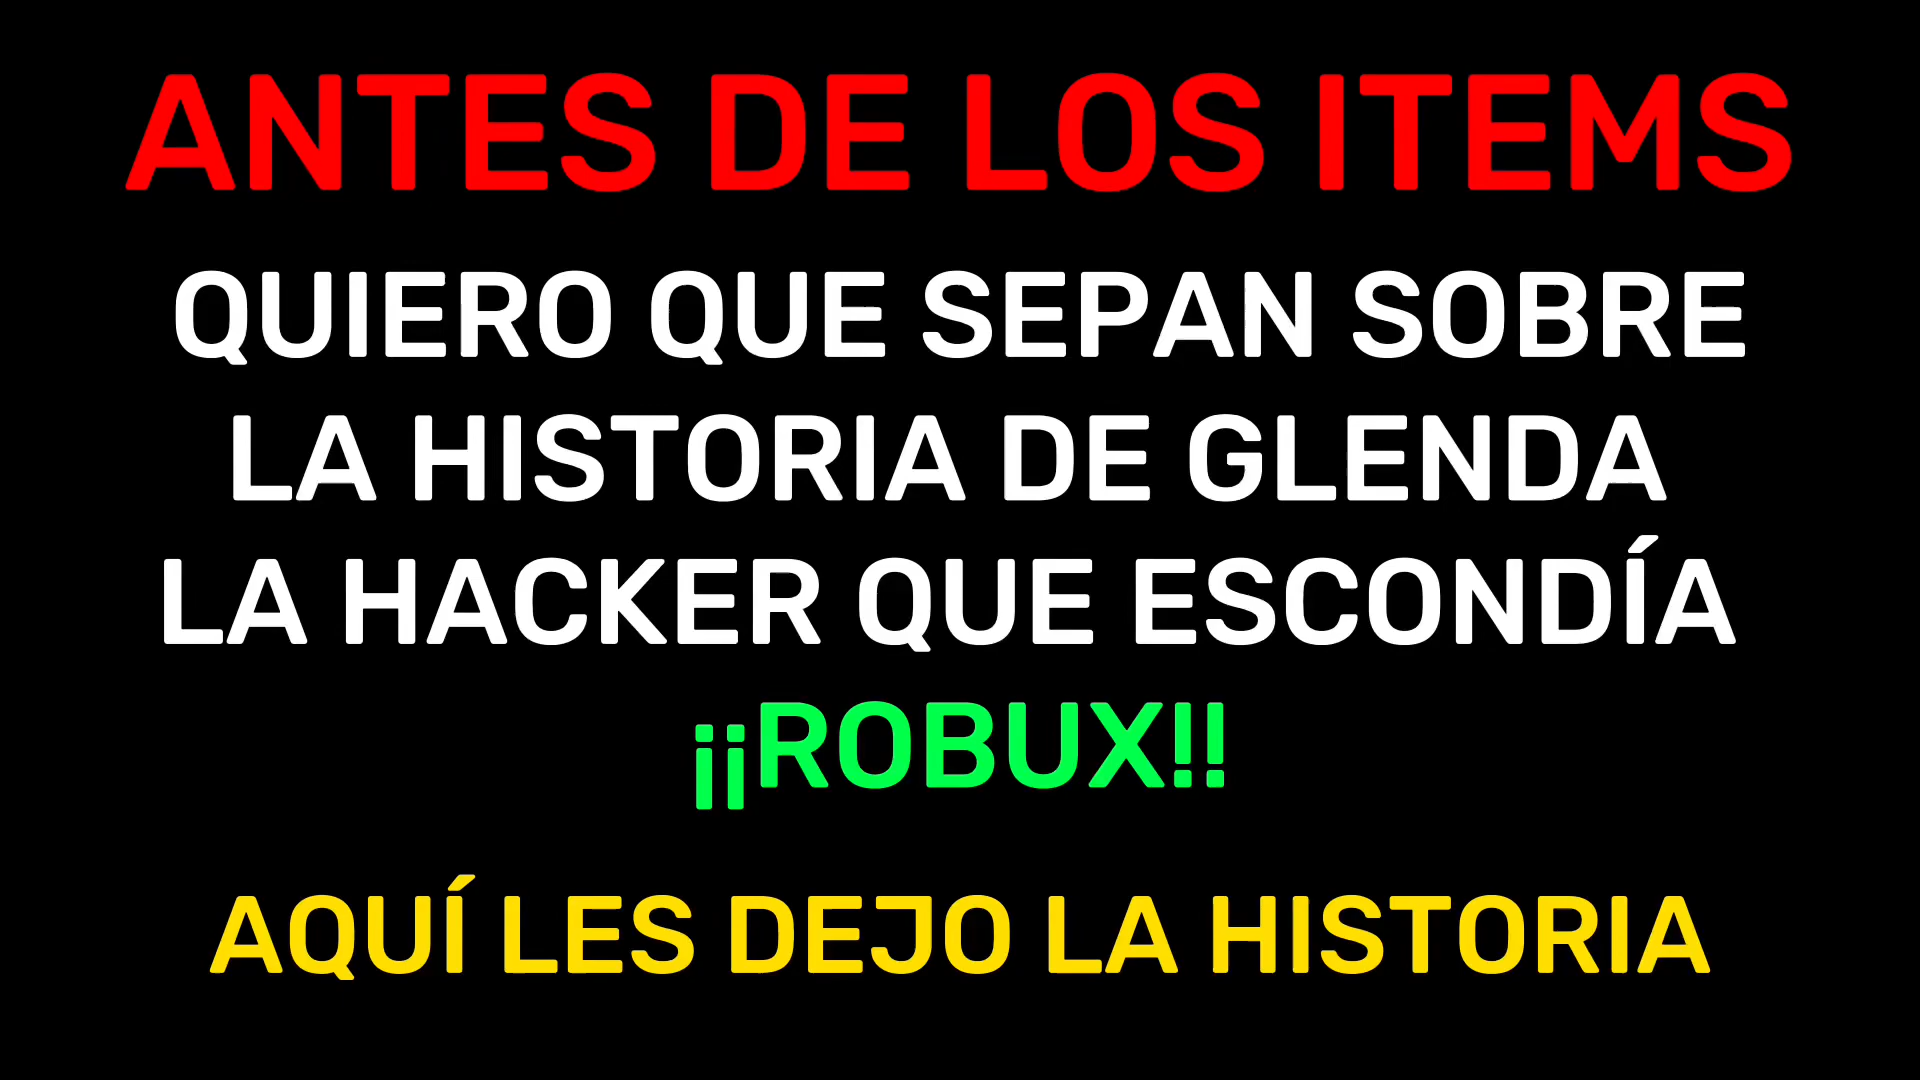 ANTES DE LOS ITEMS
QUIERO QUE SEPAN SOBRE
LA HISTORIA DE GLENDA
LA HACKER QUE ESCONDÍA
¡¡ROBUX!!
AQUÍ LES DEJO LA HISTORIA